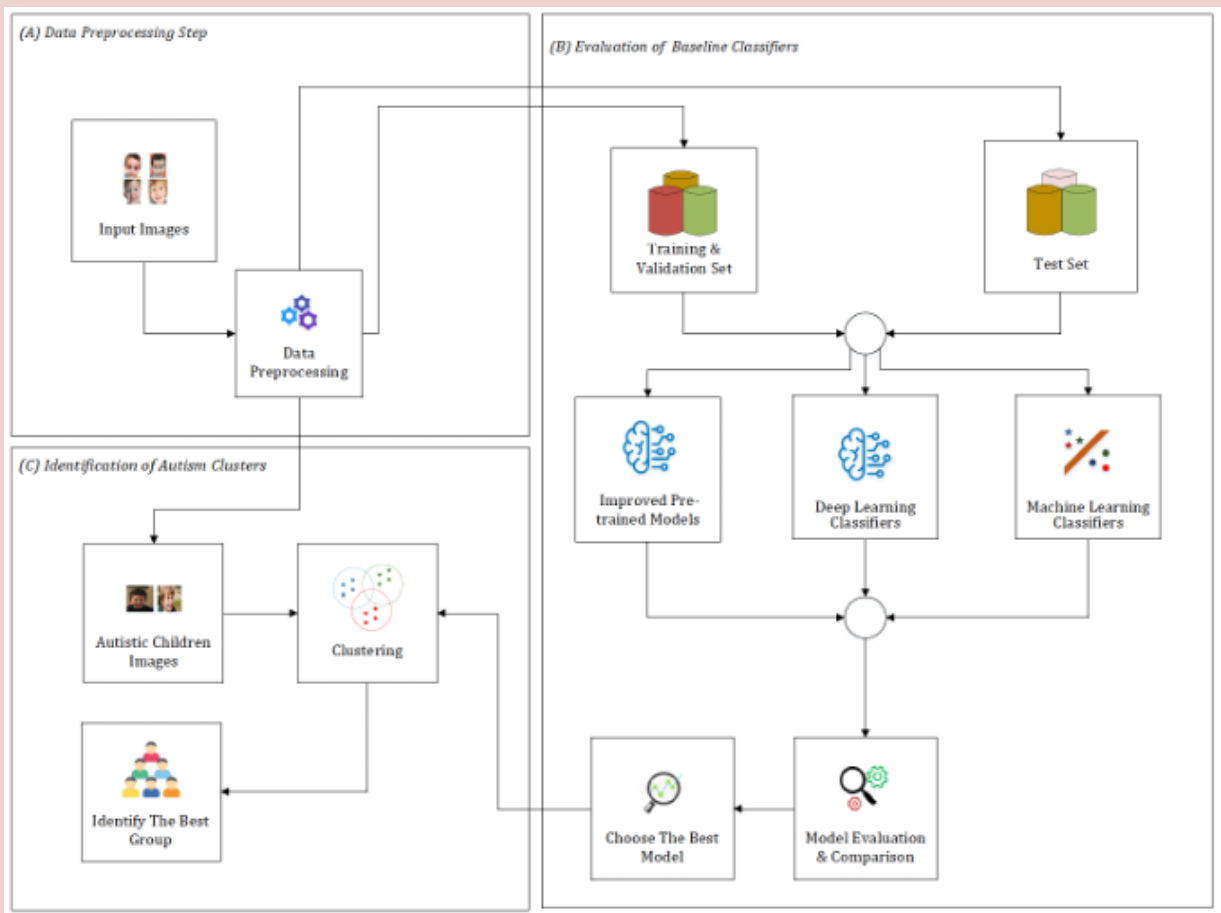 (A) Data Preprocessing Step
Input Images
Data
Preprocessing
(B) Evaluation of Baseline Classifiers
Training &
Validation Set
Test Set
Improved Pre-
trained Models
Deep Learning
Classifiers
Machine Learning
Classifiers
Model Evaluation
& Comparison
Choose The Best
Model
(C) Identification of Autism Clusters
Autistic Children
Images
Clustering
Identify The Best
Group